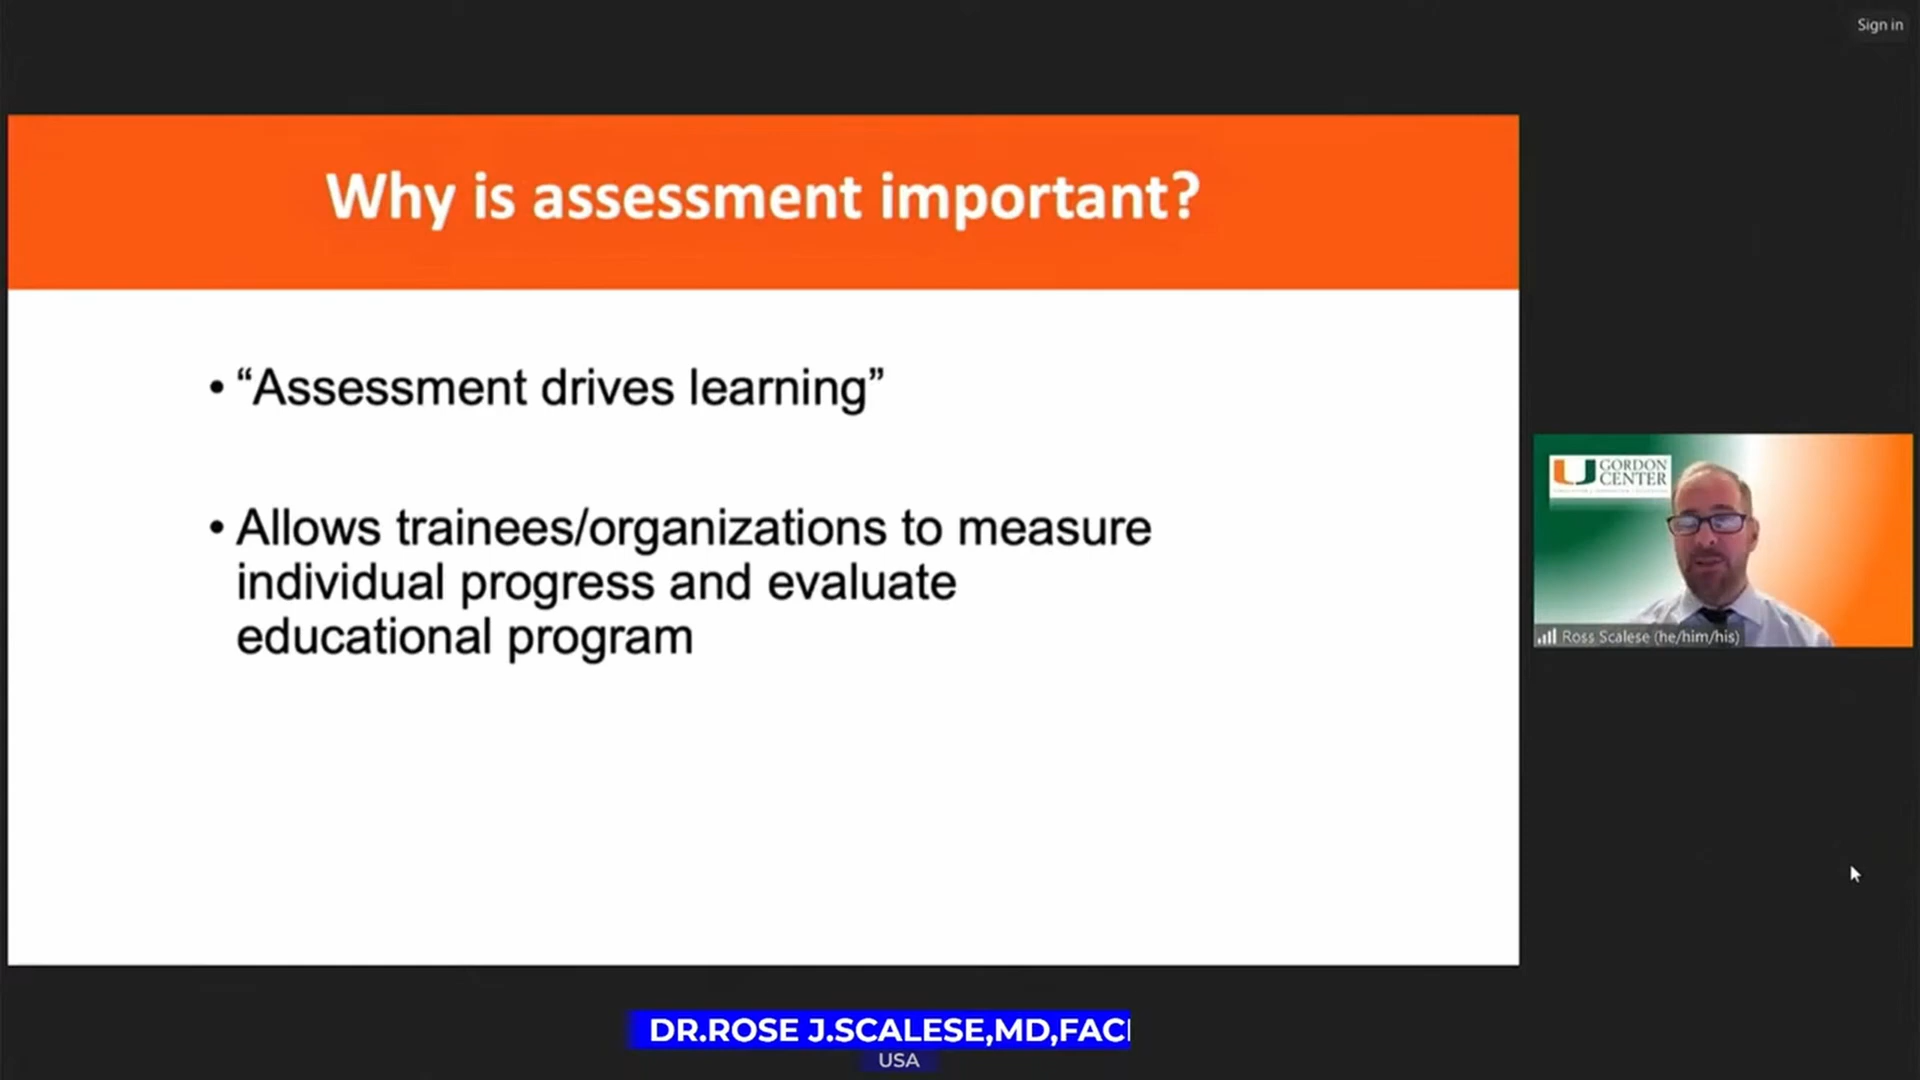 Sign in
Why is assessment important?
• “Assessment drives learning”
• Allows trainees/organizations to measure
individual progress and evaluate
educational program
GORDON
CENTER
Ross Scalese (he/him/his)
DR.ROSE J.SCALESE,MD,FAC
USA